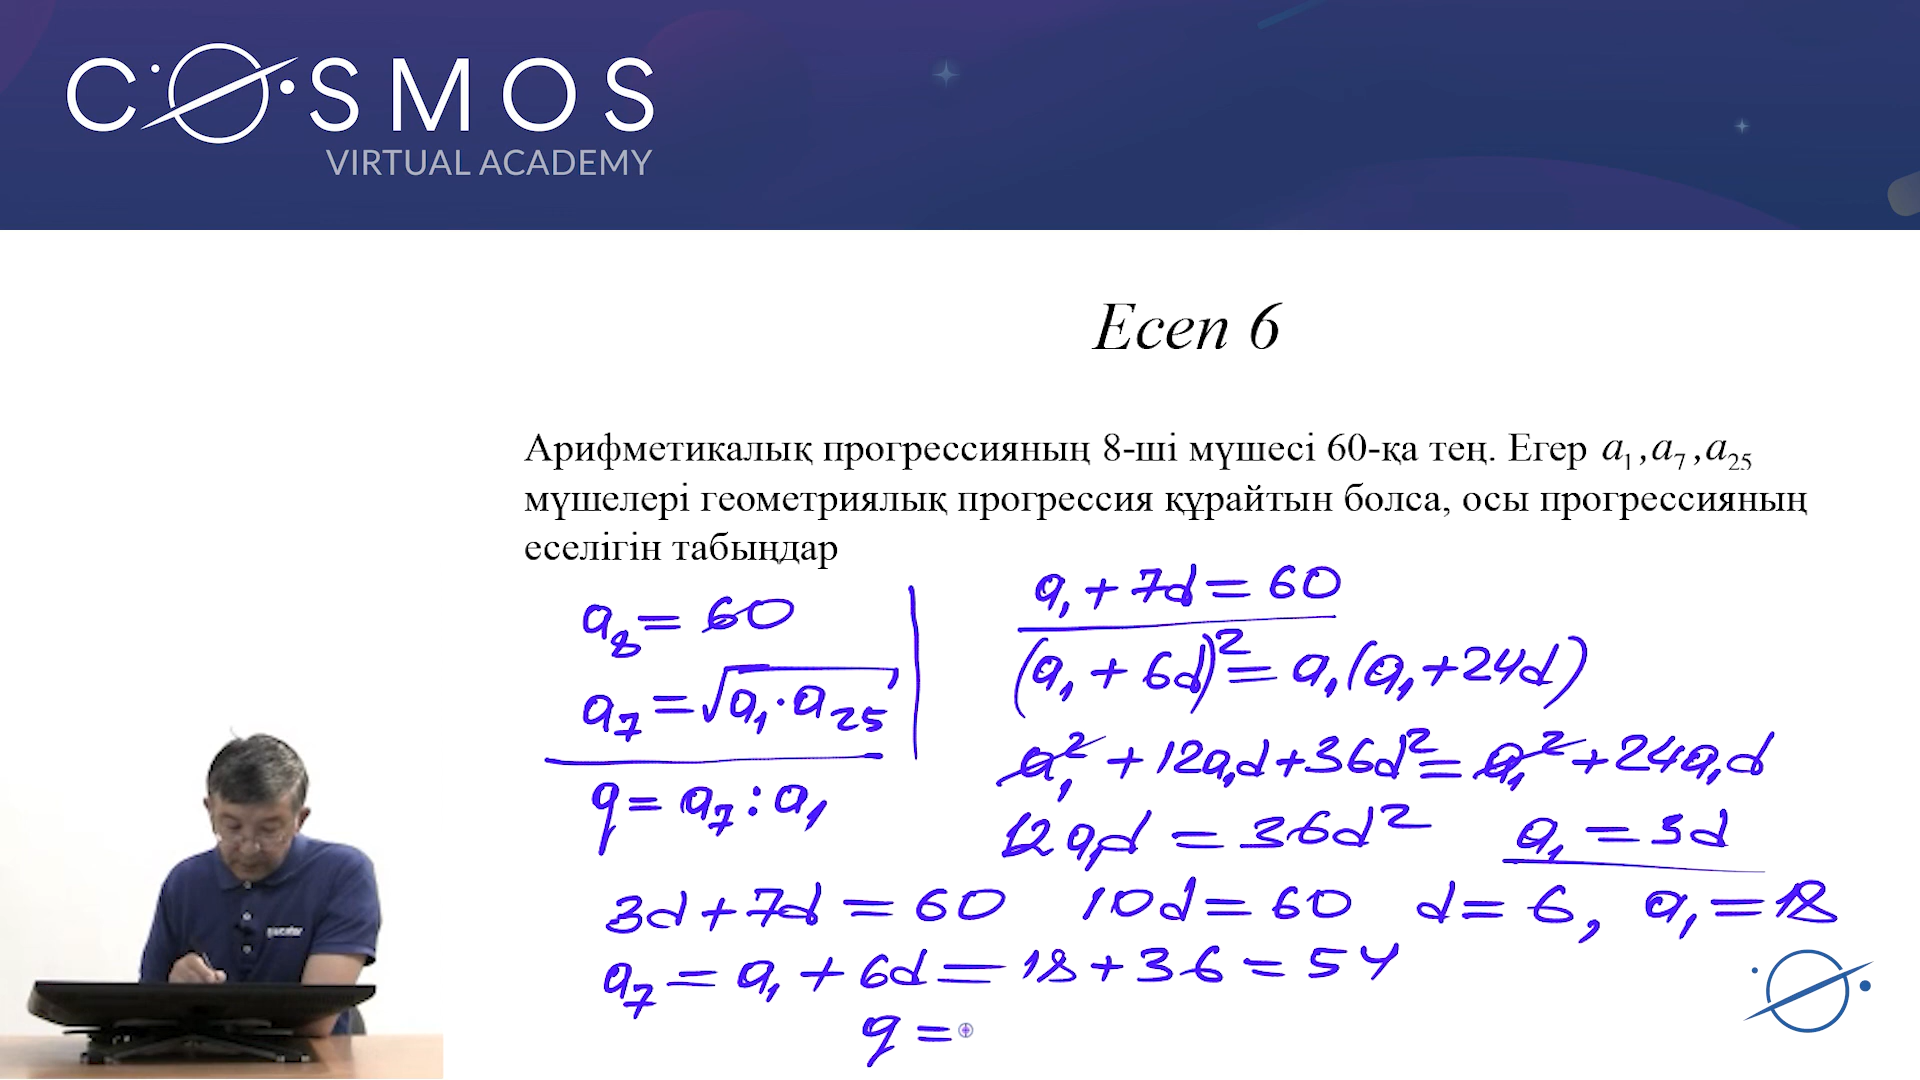 COSMOS
VIRTUAL ACADEMY
Есеп 6
Арифметикалық прогрессияның 8-ші мүшесі 60-қа тең. Егер a₁,a₇,a₂₅
мүшелері геометриялық прогрессия құрайтын болса, осы прогрессияның
еселігін табыңдар
a₈ = 60
a₇ = √(a₁·a₂₅)
q = a₇ : a₁
a₁ + 7d = 60
(a₁ + 6d)² = a₁(a₁+24d)
a₁² + 12a₁d + 36d² = a₁² + 24a₁d
12a₁d = 36d² a₁ = 3d
3d + 7d = 60 10d = 60 d = 6, a₁ = 18
a₇ = a₁ + 6d = 18 + 36 = 54
q =